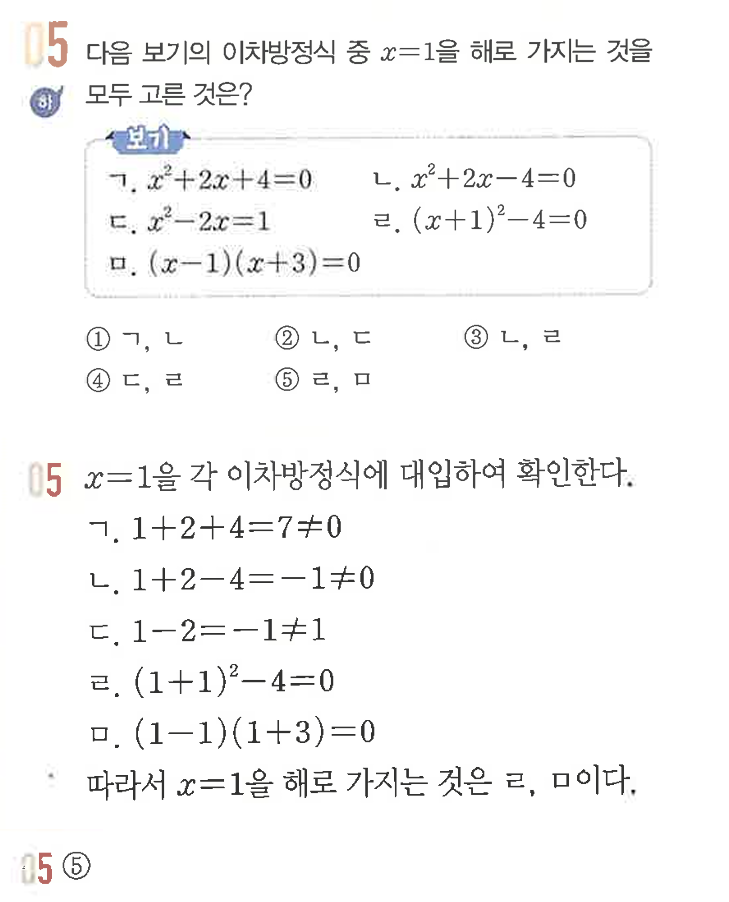 05 다음 보기의 이차방정식 중 x=1을 해로 가지는 것을
하 모두 고른 것은?
보기
ㄱ. x²+2x+4=0 ㄴ. x²+2x-4=0
ㄷ. x²-2x=1 ㄹ. (x+1)²-4=0
ㅁ. (x-1)(x+3)=0
① ㄱ, ㄴ ② ㄴ, ㄷ ③ ㄴ, ㄹ
④ ㄷ, ㄹ ⑤ ㄹ, ㅁ
05 x=1을 각 이차방정식에 대입하여 확인한다.
ㄱ. 1+2+4=7≠0
ㄴ. 1+2-4=-1≠0
ㄷ. 1-2=-1≠1
ㄹ. (1+1)²-4=0
ㅁ. (1-1)(1+3)=0
따라서 x=1을 해로 가지는 것은 ㄹ, ㅁ이다.
05 ⑤